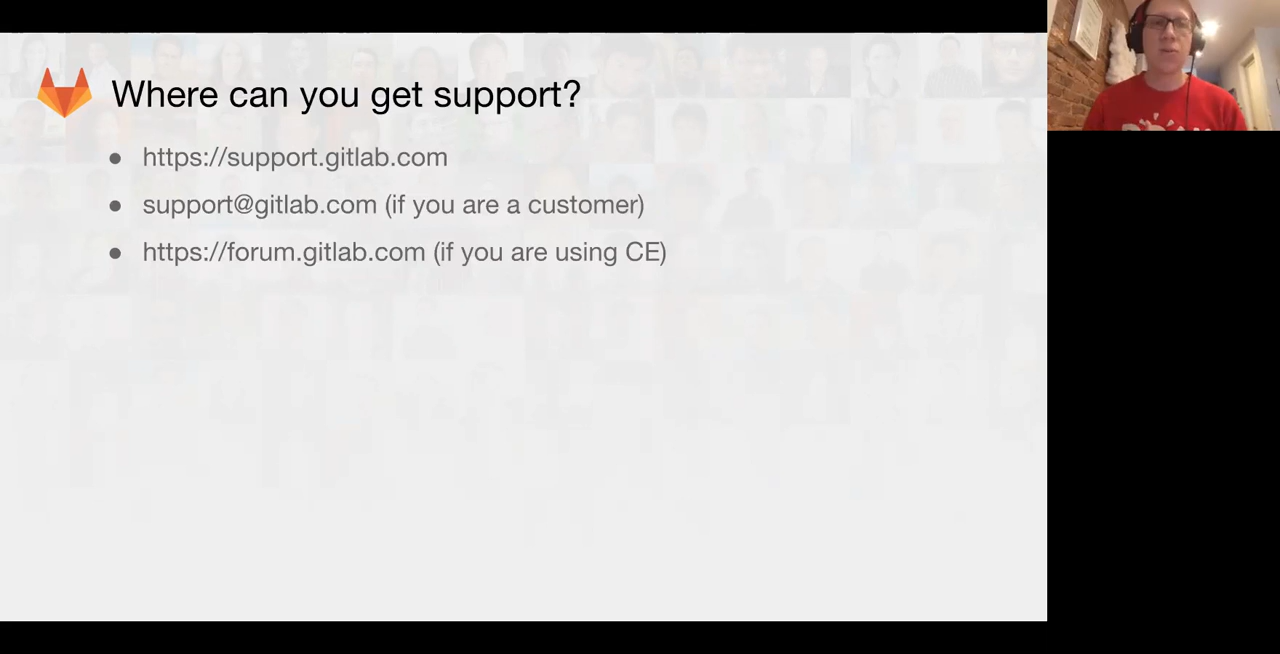 Where can you get support?
● https://support.gitlab.com
● support@gitlab.com (if you are a customer)
● https://forum.gitlab.com (if you are using CE)